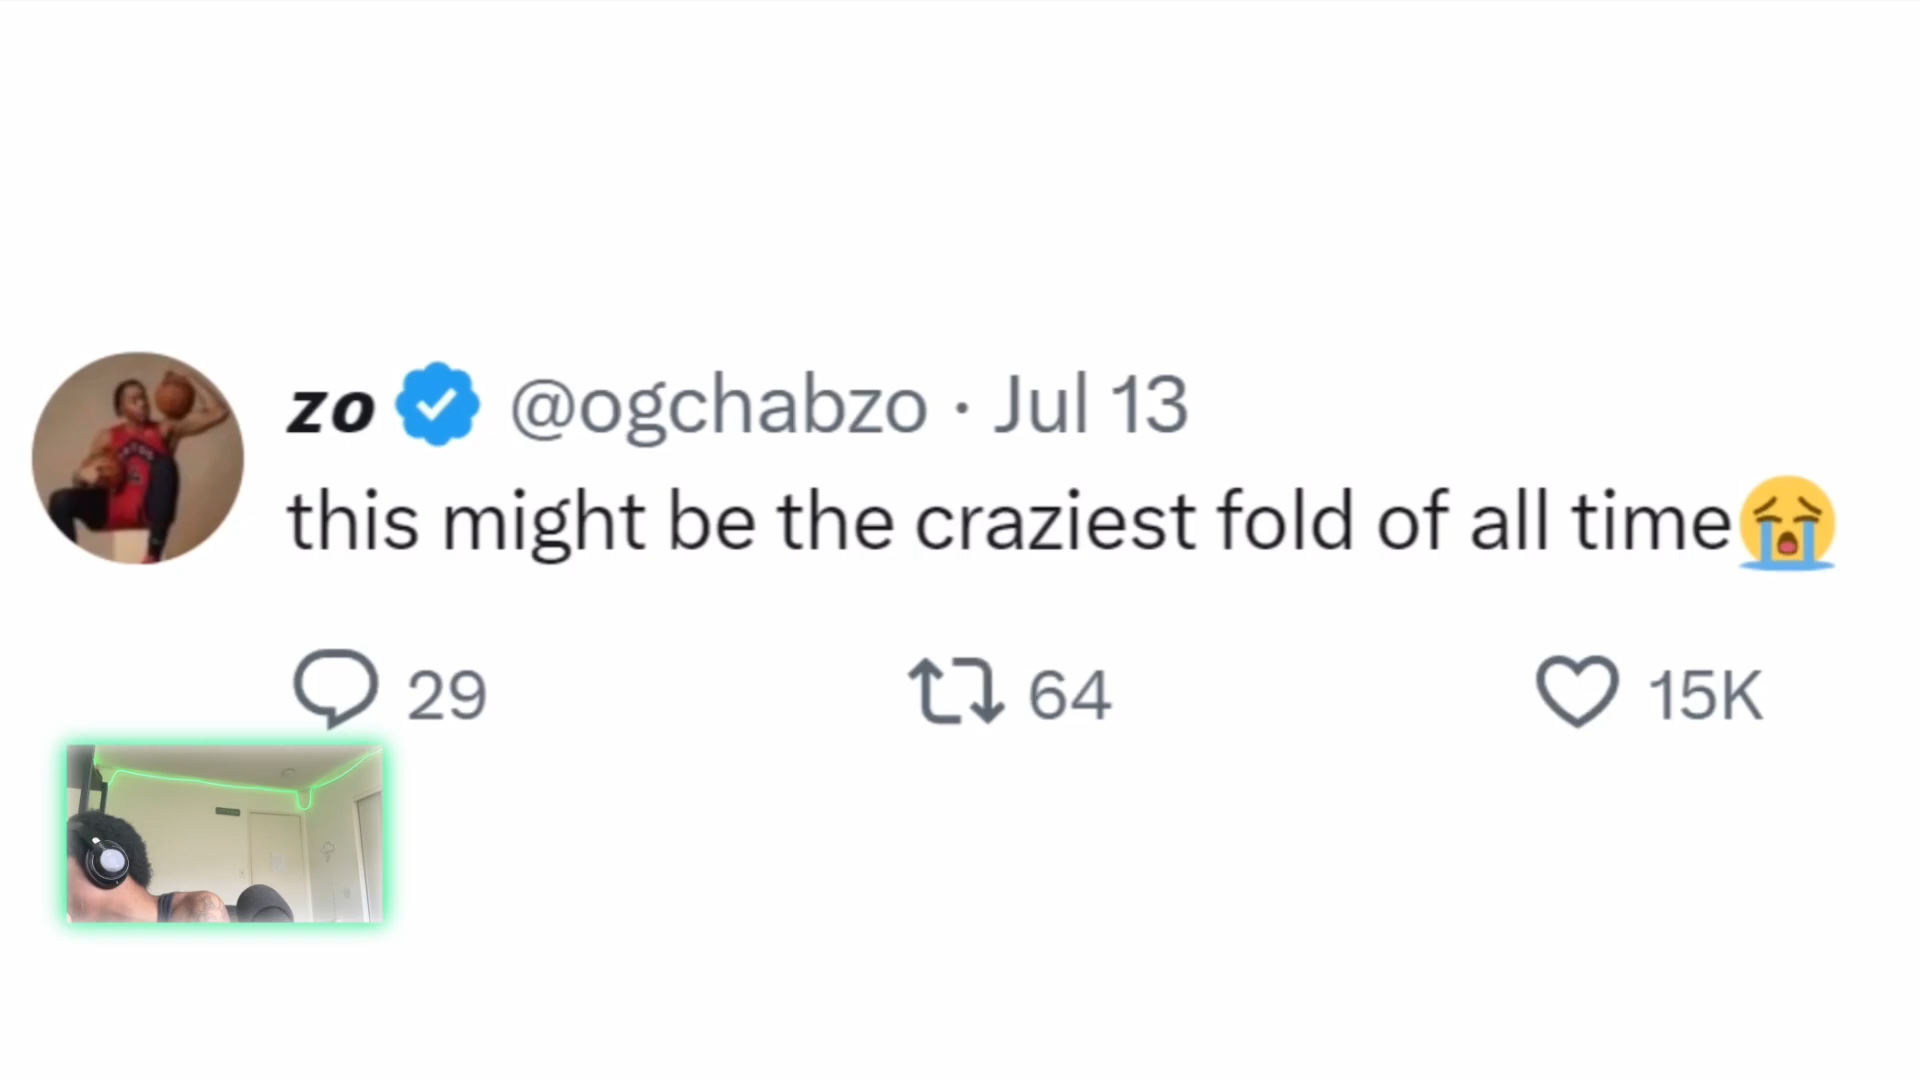 zo @ogchabzo · Jul 13
this might be the craziest fold of all time😭
29 64 15K